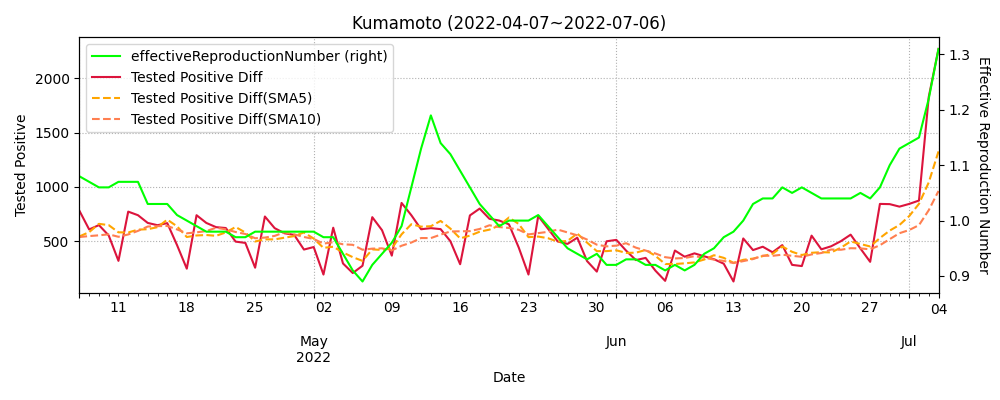 Kumamoto (2022-04-07~2022-07-06)
effectiveReproductionNumber (right)
Tested Positive Diff
Tested Positive Diff(SMA5)
Tested Positive Diff(SMA10)
Tested Positive
2000
1500
1000
500
1.3
1.2
1.1
1.0
0.9
Effective Reproduction Number
11 18 25 02 09 16 23 30 06 13 20 27 04
May Jun Jul
2022
Date